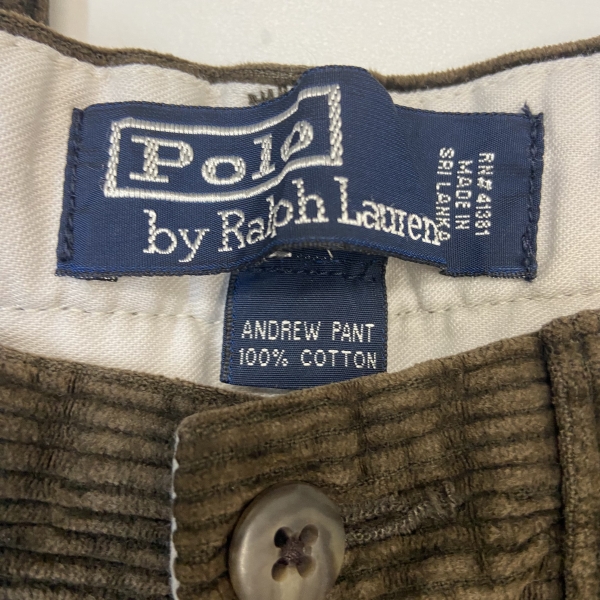 Polo
by Ralph Lauren
RN# 41381
MADE IN
SRI LANKA
ANDREW PANT
100% COTTON